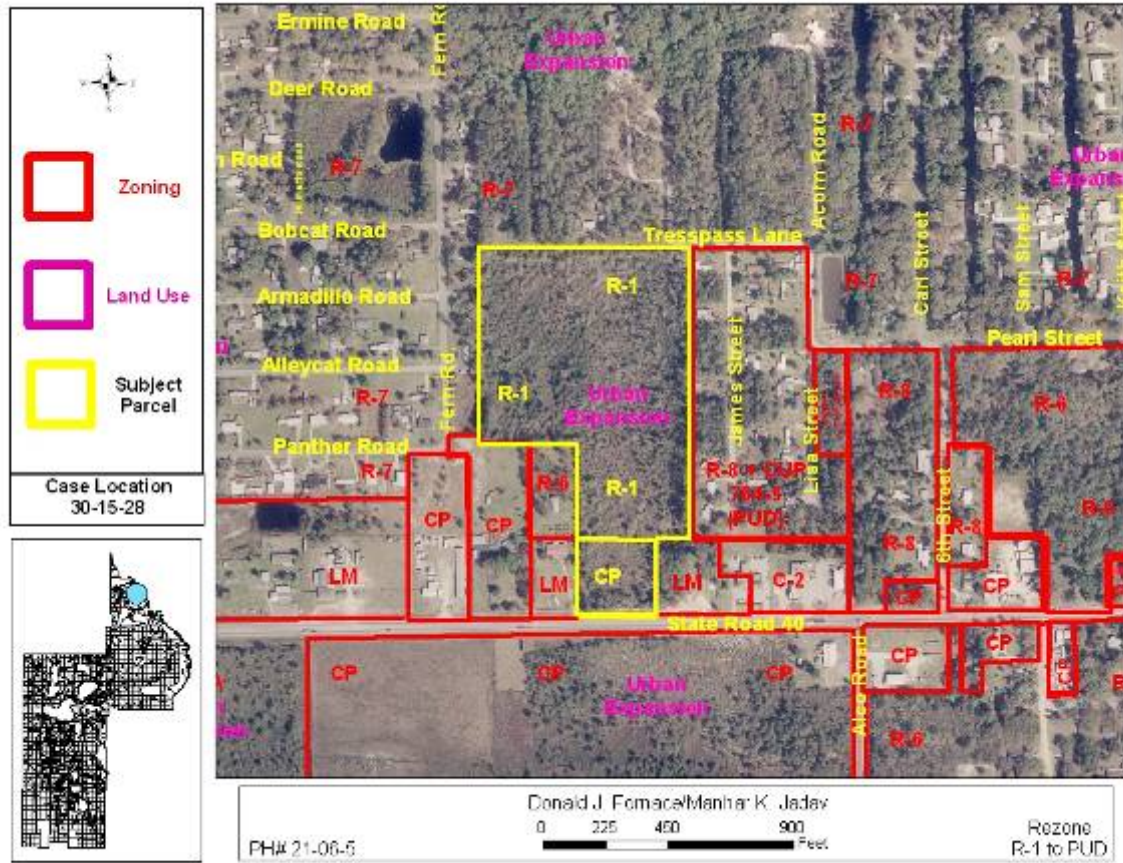 Zoning
Land Use
Subject
Parcel
Case Location
30-15-28
Ermine Road
Urban
Expansion
Deer Road
Acorn Road
R-7
Road
R-7
R-7
Bobcat Road
Tresspass Lane
Carl Street
Sam Street
Armadillo Road
R-1
R-7
R-7
Pearl Street
Alleycat Road
Fern Rd.
R-7
R-1
Urban
Expansion
James Street
Lisa Street
R-8
R-6
Panther Road
R-7
R-6
R-1
(PUD)
6th Street
R-8
CP
CP
LM
LM
CP
LM
C-2
R-8
CP
CP
State Road 40
CP
CP
Urban
Expansion
CP
Alco Road
CP
CP
CP
R-6
Donald J. Fornace/Manhar K. Jadav
0 225 450 900
Feet
PH# 21-06-5
Rezone
R-1 to PUD